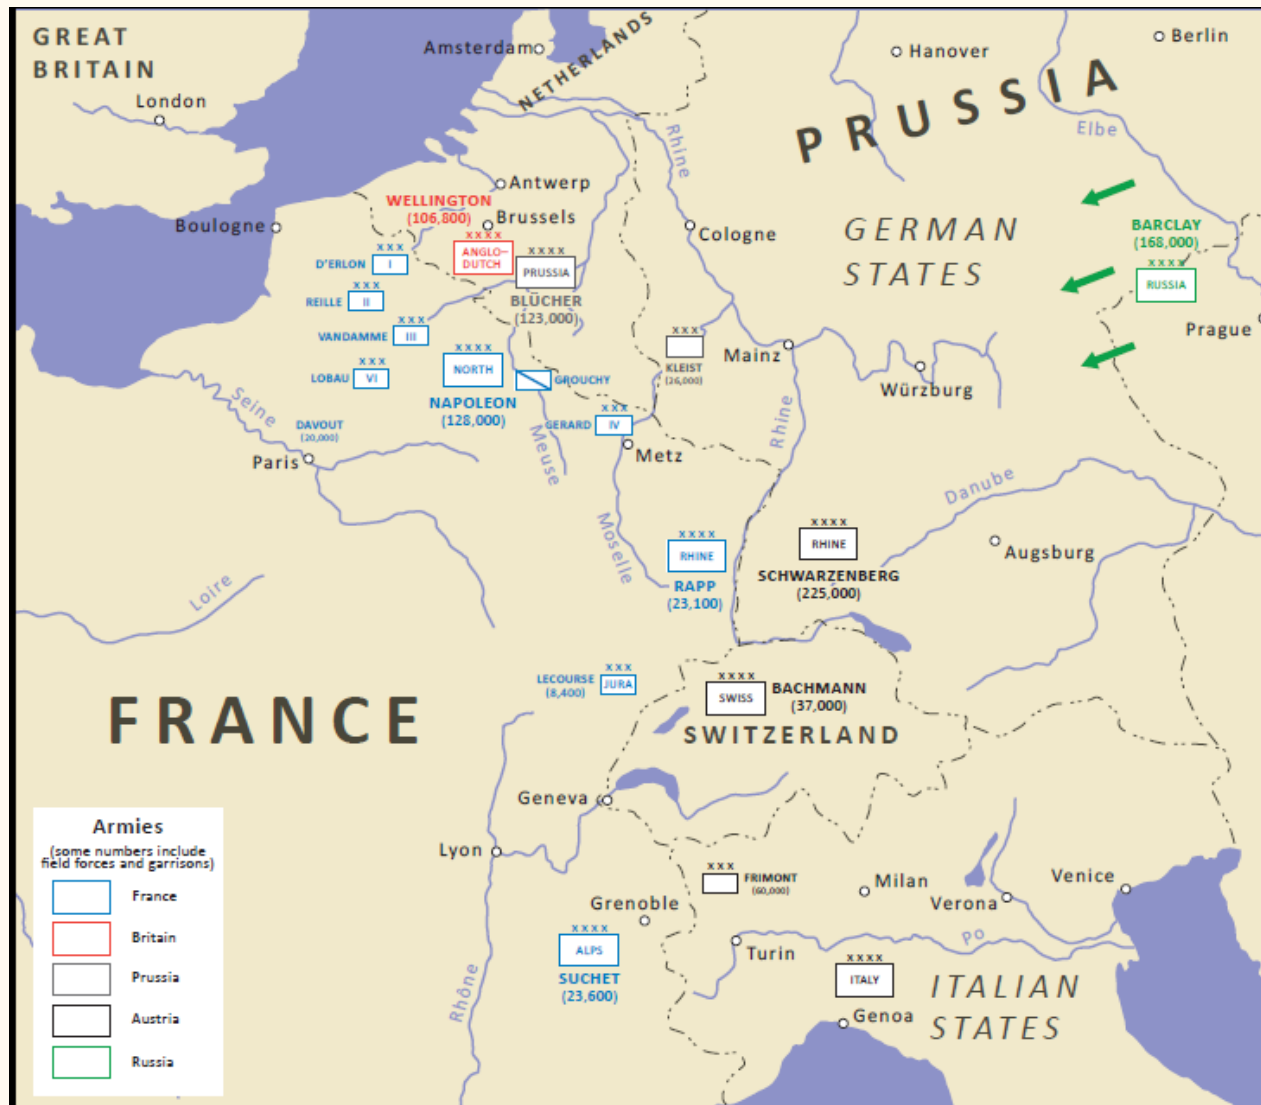 GREAT
BRITAIN
London
Amsterdam
NETHERLANDS
Hanover
Berlin
PRUSSIA
Elbe
Rhine
Antwerp
WELLINGTON
(106,800)
Brussels
Boulogne
Cologne
GERMAN
STATES
BARCLAY
(168,000)
XXXX
RUSSIA
Prague
XXX
D'ERLON
I
XXXX
ANGLO–
DUTCH
XXXX
PRUSSIA
BLÜCHER
(123,000)
XXX
REILLE
II
XXX
VANDAMME
III
XXX
LOBAU
VI
XXXX
NORTH
NAPOLEON
(128,000)
GROUCHY
XXX
KLEIST
(26,000)
Mainz
Würzburg
Seine
DAVOUT
(20,000)
Paris
XXX
GERARD
IV
Metz
Meuse
Moselle
Rhine
Danube
XXXX
RHINE
RAPP
(23,100)
XXXX
RHINE
SCHWARZENBERG
(225,000)
Augsburg
Loire
FRANCE
XXX
LECOURSE
(8,400)
JURA
XXXX
SWISS
BACHMANN
(37,000)
SWITZERLAND
Geneva
Lyon
Rhône
Grenoble
XXXX
ALPS
SUCHET
(23,600)
XXX
FRIMONT
(60,000)
Milan
Verona
Venice
Turin
Po
XXXX
ITALY
Genoa
ITALIAN
STATES
Armies
(some numbers include
field forces and garrisons)
France
Britain
Prussia
Austria
Russia